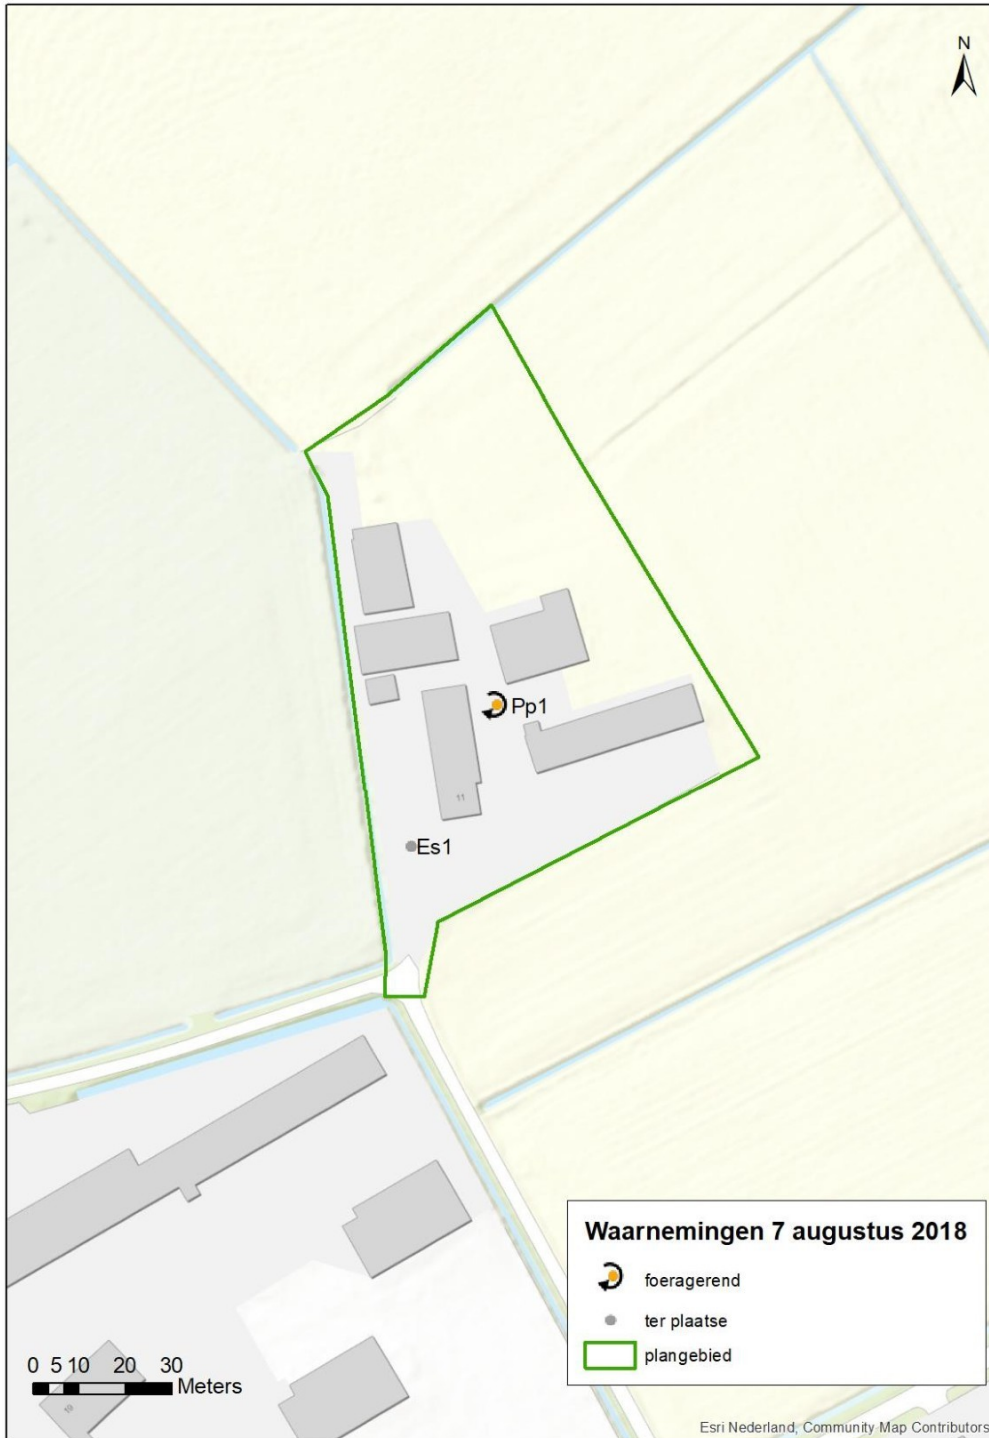 N
Pp1
11
Es1
Waarnemingen 7 augustus 2018
foeragerend
ter plaatse
plangebied
0 5 10 20 30
Meters
19
Esri Nederland, Community Map Contributors